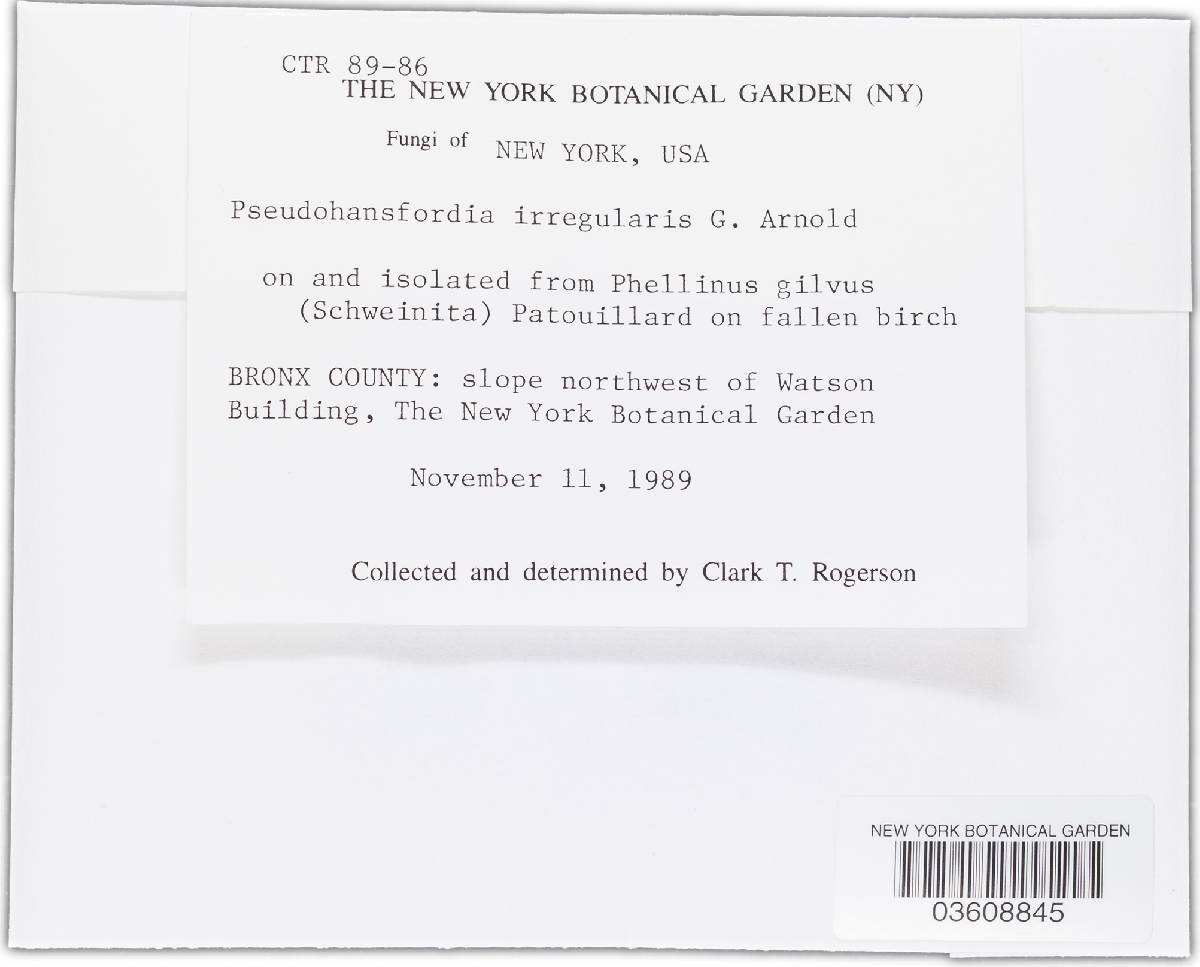 CTR 89-86
THE NEW YORK BOTANICAL GARDEN (NY)
Fungi of NEW YORK, USA
Pseudohansfordia irregularis G. Arnold
on and isolated from Phellinus gilvus
(Schweinita) Patouillard on fallen birch
BRONX COUNTY: slope northwest of Watson
Building, The New York Botanical Garden
November 11, 1989
Collected and determined by Clark T. Rogerson
NEW YORK BOTANICAL GARDEN
03608845